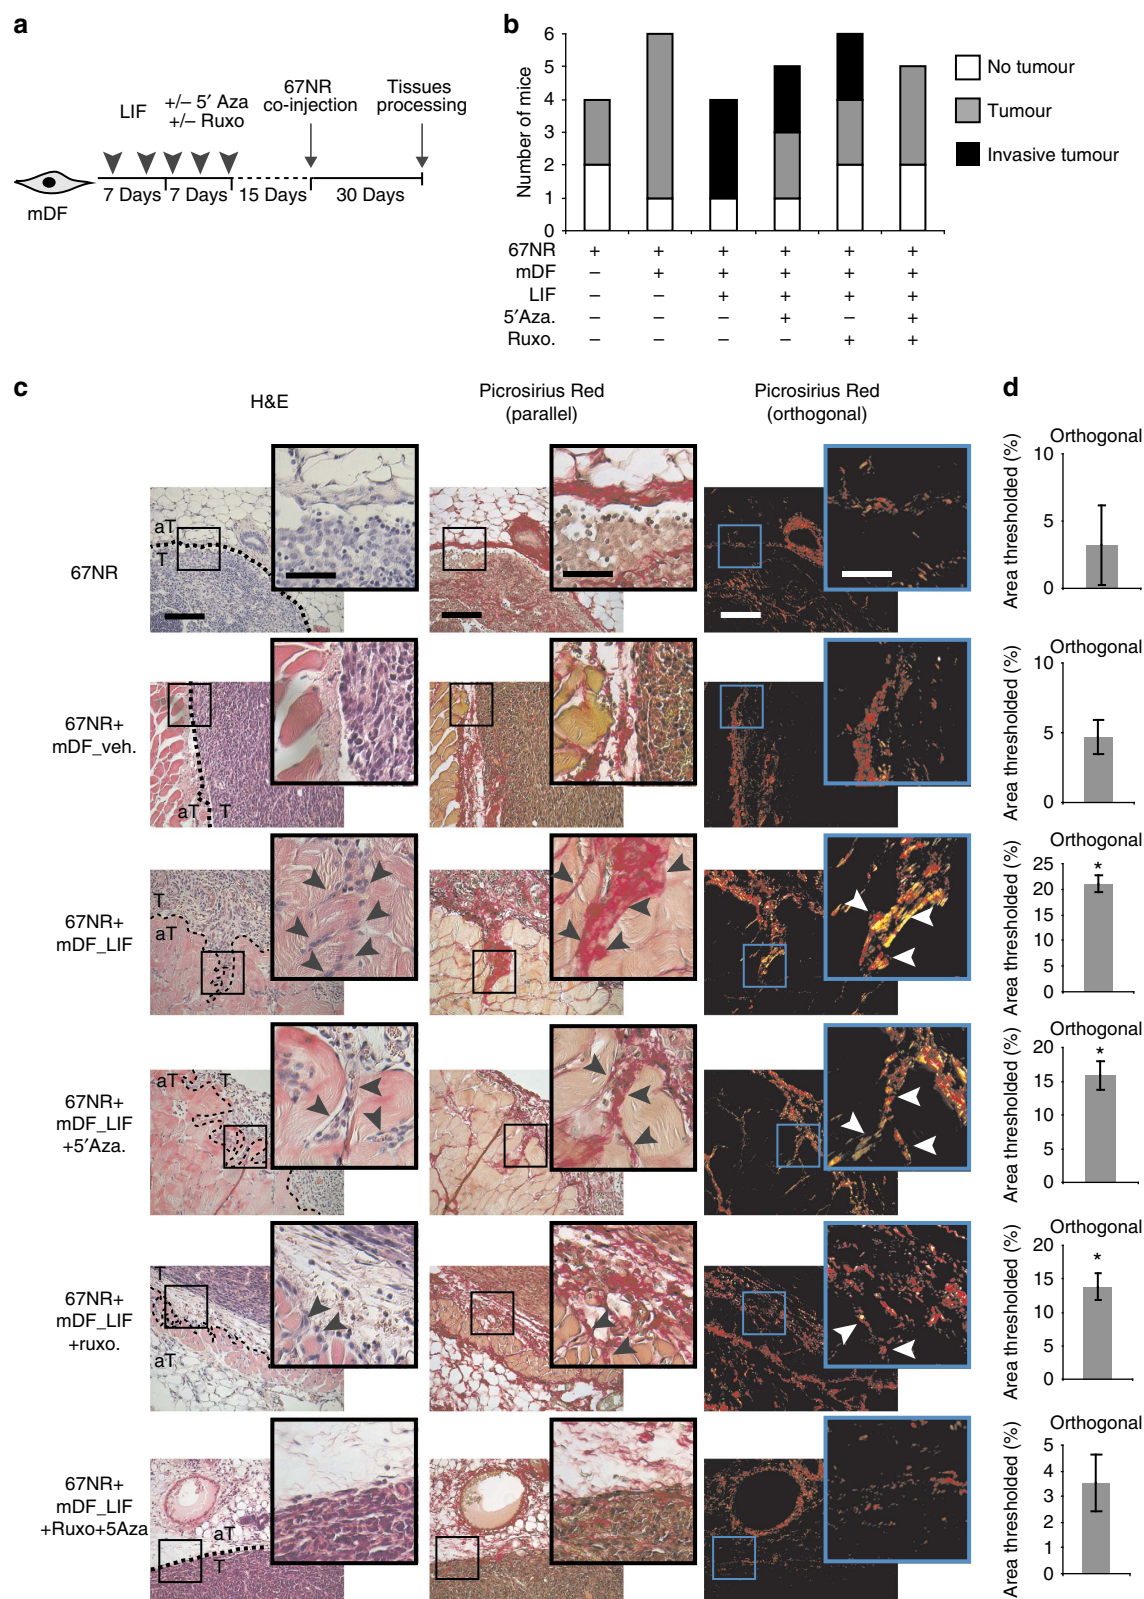 a
LIF
+/– 5′ Aza
+/– Ruxo
67NR
co-injection
Tissues
processing
7 Days
7 Days
15 Days
30 Days
mDF
b
Number of mice
6
5
4
3
2
1
0
No tumour
Tumour
Invasive tumour
67NR + + + + + +
mDF – + + + + +
LIF – – + + + +
5′Aza. – – – + – +
Ruxo. – – – – + +
c
H&E
Picrosirius Red
(parallel)
Picrosirius Red
(orthogonal)
67NR
aT
T
67NR+
mDF_veh.
aT
T
67NR+
mDF_LIF
T
aT
67NR+
mDF_LIF
+5′Aza.
aT
T
67NR+
mDF_LIF
+ruxo.
T
aT
67NR+
mDF_LIF
+Ruxo+5Aza
aT
T
d
Orthogonal
Area thresholded (%)
10
5
0
Orthogonal
Area thresholded (%)
10
5
0
Orthogonal
Area thresholded (%)
25
20
15
10
5
0
*
Orthogonal
Area thresholded (%)
20
15
10
5
0
*
Orthogonal
Area thresholded (%)
20
15
10
5
0
*
Orthogonal
Area thresholded (%)
5
4
3
2
1
0